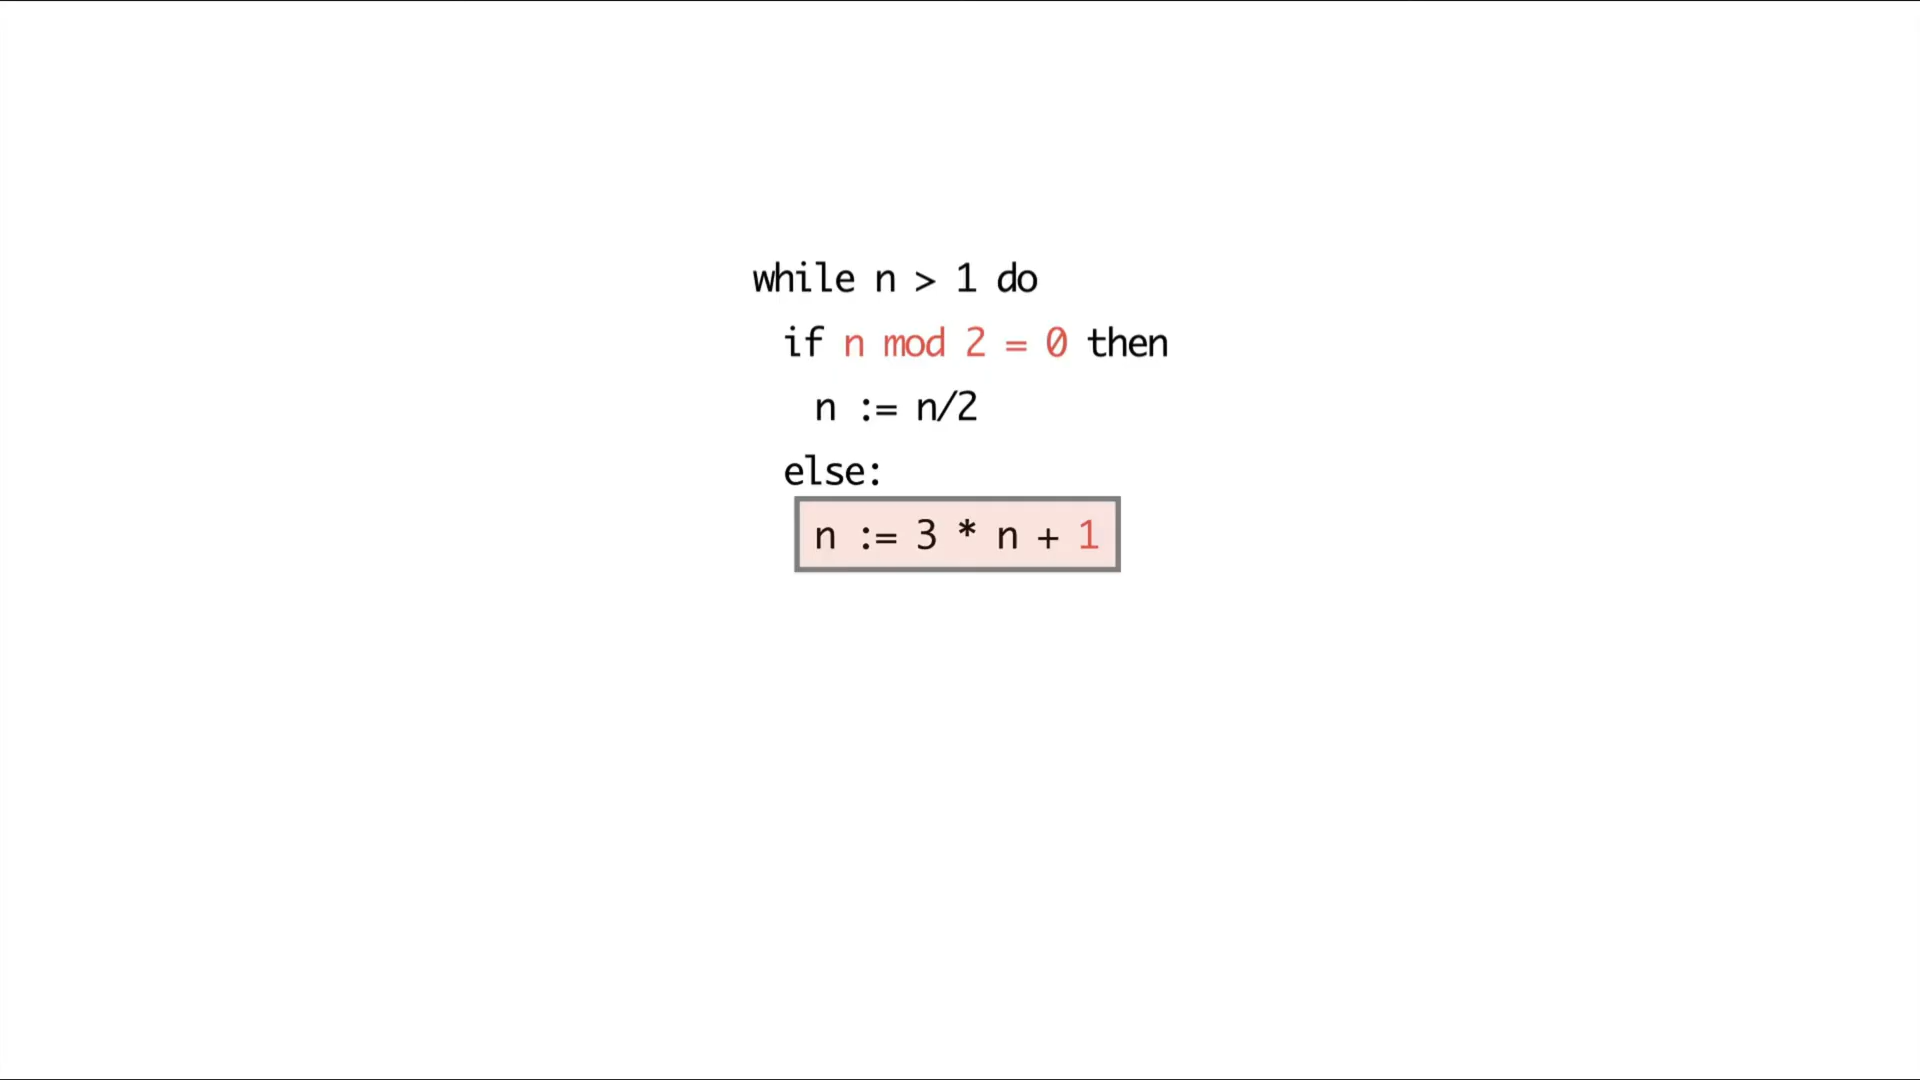 while n > 1 do
if n mod 2 = 0 then
n := n/2
else:
n := 3 * n + 1